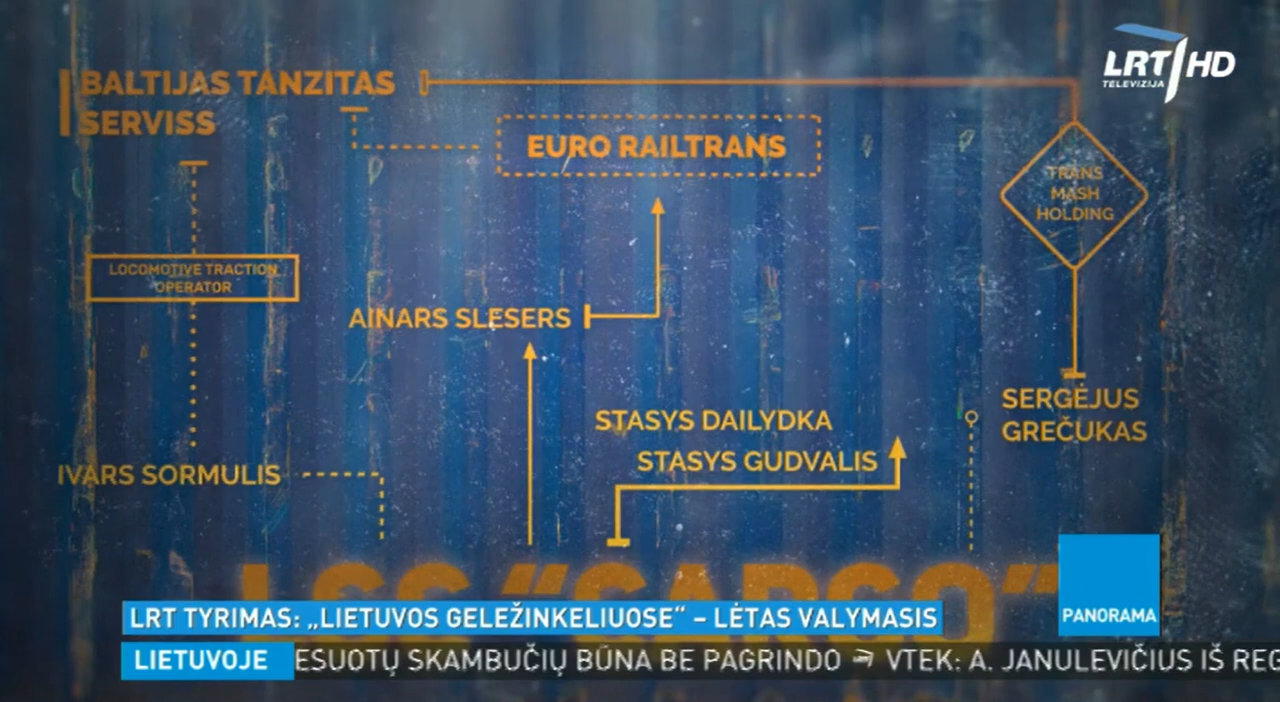 LRT HD
TELEVIZIJA
BALTIJAS TANZITAS
SERVISS
EURO RAILTRANS
TRANS
MASH
HOLDING
LOCOMOTIVE TRACTION
OPERATOR
AINARS SLESERS
SERGĖJUS
GREČUKAS
STASYS DAILYDKA
STASYS GUDVALIS
IVARS SORMULIS
LSC “CARGO”
LRT TYRIMAS: „LIETUVOS GELEŽINKELIUOSE“ – LĖTAS VALYMASIS
PANORAMA
LIETUVOJE
ESUOTŲ SKAMBUČIŲ BŪNA BE PAGRINDO VTEK: A. JANULEVIČIUS IŠ REG